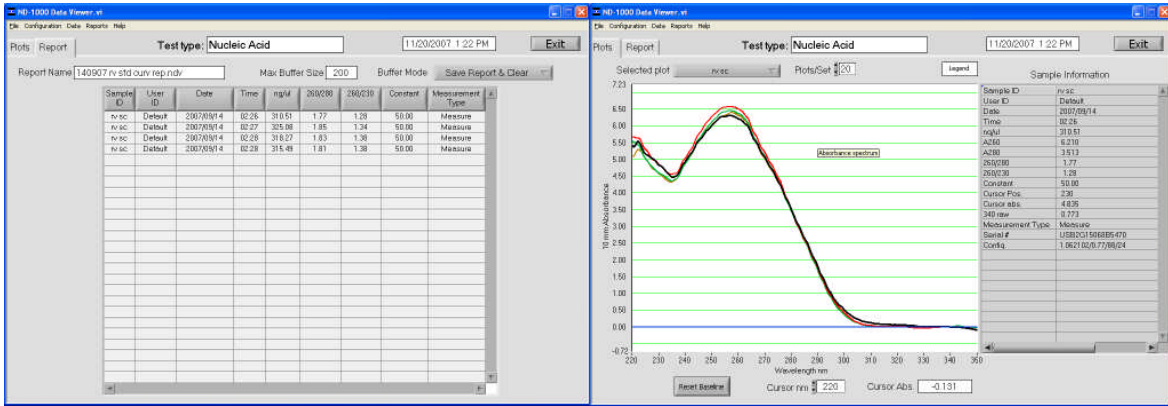 ND-1000 Data Viewer.vi
File Configuration Data Reports Help
Plots Report Test type: Nucleic Acid 11/20/2007 1:22 PM Exit
Report Name 140907 rv std curv rep.ndv Max Buffer Size 200 Buffer Mode Save Report & Clear
Sample ID User ID Date Time ng/ul 260/280 260/230 Constant Measurement Type
rv sc Default 2007/09/14 02:26 310.51 1.77 1.28 50.00 Measure
rv sc Default 2007/09/14 02:27 325.08 1.85 1.34 50.00 Measure
rv sc Default 2007/09/14 02:28 318.27 1.83 1.38 50.00 Measure
rv sc Default 2007/09/14 02:28 315.49 1.81 1.38 50.00 Measure
ND-1000 Data Viewer.vi
File Configuration Data Reports Help
Plots Report Test type: Nucleic Acid 11/20/2007 1:22 PM Exit
Selected plot rv sc Plots/Set 20 Legend
7.23
6.50
6.00
5.50
5.00
4.50
4.00
3.50
3.00
2.50
2.00
1.50
1.00
0.50
0.00
-0.72
10 mm Absorbance
Absorbance spectrum
220 230 240 250 260 270 280 290 300 310 320 330 340 350
Wavelength nm
Reset Baseline Cursor nm 220 Cursor Abs. -0.131
Sample Information
Sample ID rv sc
User ID Default
Date 2007/09/14
Time 02:26
ng/ul 310.51
A260 6.210
A280 3.513
260/280 1.77
260/230 1.28
Constant 50.00
Cursor Pos. 230
Cursor abs. 4.835
340 raw 0.773
Measurement Type Measure
Serial #
Config.